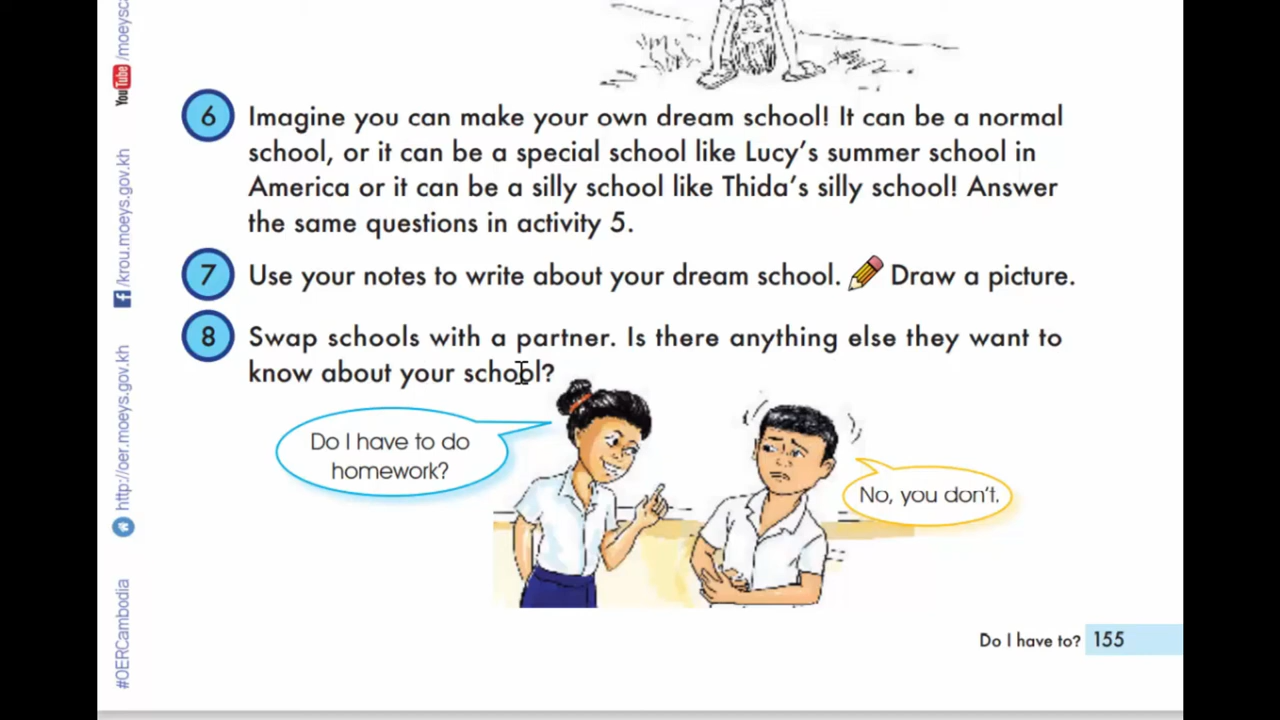 6 Imagine you can make your own dream school! It can be a normal
school, or it can be a special school like Lucy's summer school in
America or it can be a silly school like Thida's silly school! Answer
the same questions in activity 5.
7 Use your notes to write about your dream school. Draw a picture.
8 Swap schools with a partner. Is there anything else they want to
know about your school?
Do I have to do
homework?
No, you don't.
Do I have to? 155
YouTube /moeysc
/krou.moeys.gov.kh
http://oer.moeys.gov.kh
#OERCambodia